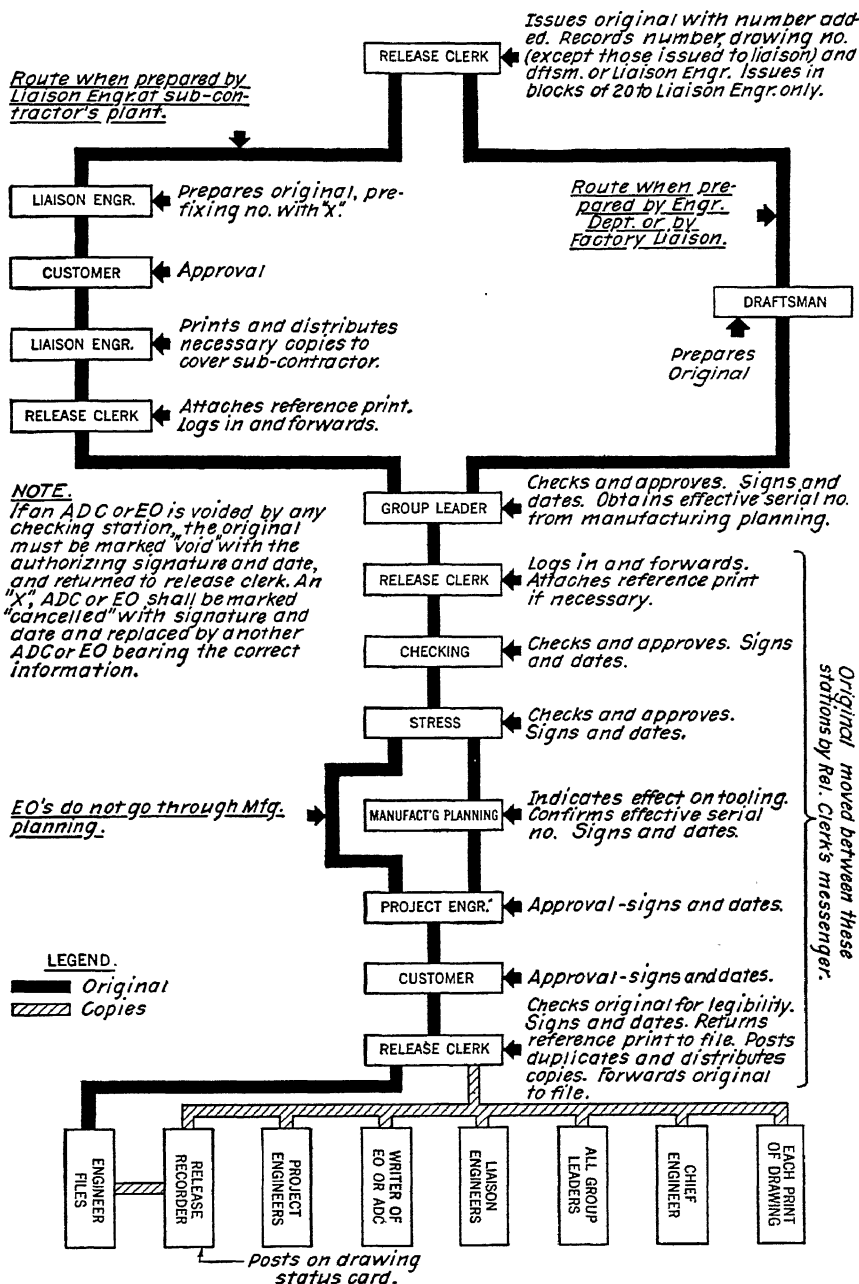 Issues original with number add-
ed. Records number, drawing no.
(except those issued to liaison) and
dftsm. or Liaison Engr. Issues in
blocks of 20 to Liaison Engr. only.
RELEASE CLERK
Route when prepared by
Liaison Engr. at sub-con-
tractor's plant.
LIAISON ENGR.
Prepares original, pre-
fixing no. with "X".
Route when pre-
pared by Engr.
Dept. or by
Factory Liaison.
CUSTOMER
Approval
DRAFTSMAN
Prepares
Original
LIAISON ENGR.
Prints and distributes
necessary copies to
cover sub-contractor.
RELEASE CLERK
Attaches reference print.
Logs in and forwards.
NOTE.
If an ADC or EO is voided by any
checking station, the original
must be marked "void" with the
authorizing signature and date,
and returned to release clerk. An
"X", ADC or EO shall be marked
"cancelled" with signature and
date and replaced by another
ADC or EO bearing the correct
information.
GROUP LEADER
Checks and approves. Signs and
dates. Obtains effective serial no.
from manufacturing planning.
RELEASE CLERK
Logs in and forwards.
Attaches reference print
if necessary.
CHECKING
Checks and approves. Signs
and dates.
STRESS
Checks and approves.
Signs and dates.
EO's do not go through Mfg.
planning.
MANUFACT'G PLANNING
Indicates effect on tooling.
Confirms effective serial
no. Signs and dates.
PROJECT ENGR.
Approval-signs and dates.
CUSTOMER
Approval-signs and dates.
RELEASE CLERK
Checks original for legibility.
Signs and dates. Returns
reference print to file. Posts
duplicates and distributes
copies. Forwards original
to file.
Original moved between these
stations by Rel. Clerk's messenger.
LEGEND.
Original
Copies
ENGINEER
FILES
RELEASE
RECORDER
PROJECT
ENGINEERS
WRITER OF
EO OR ADC
LIAISON
ENGINEERS
ALL GROUP
LEADERS
CHIEF
ENGINEER
EACH PRINT
OF DRAWING
Posts on drawing
status card.